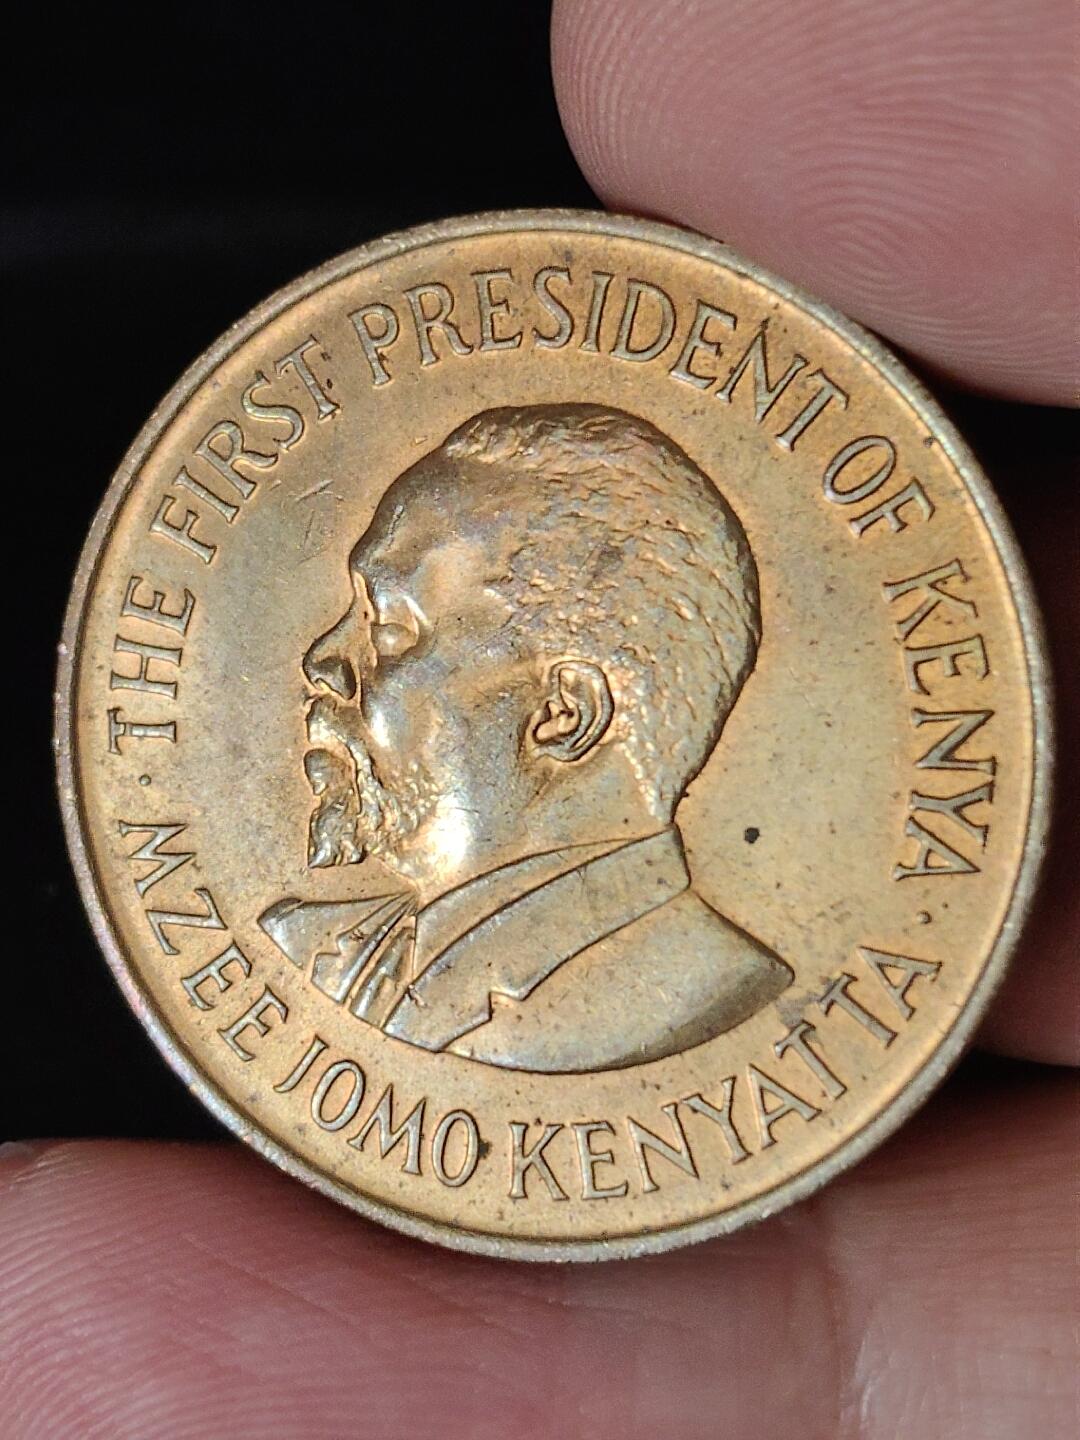 · THE FIRST PRESIDENT OF KENYA ·
MZEE JOMO KENYATTA